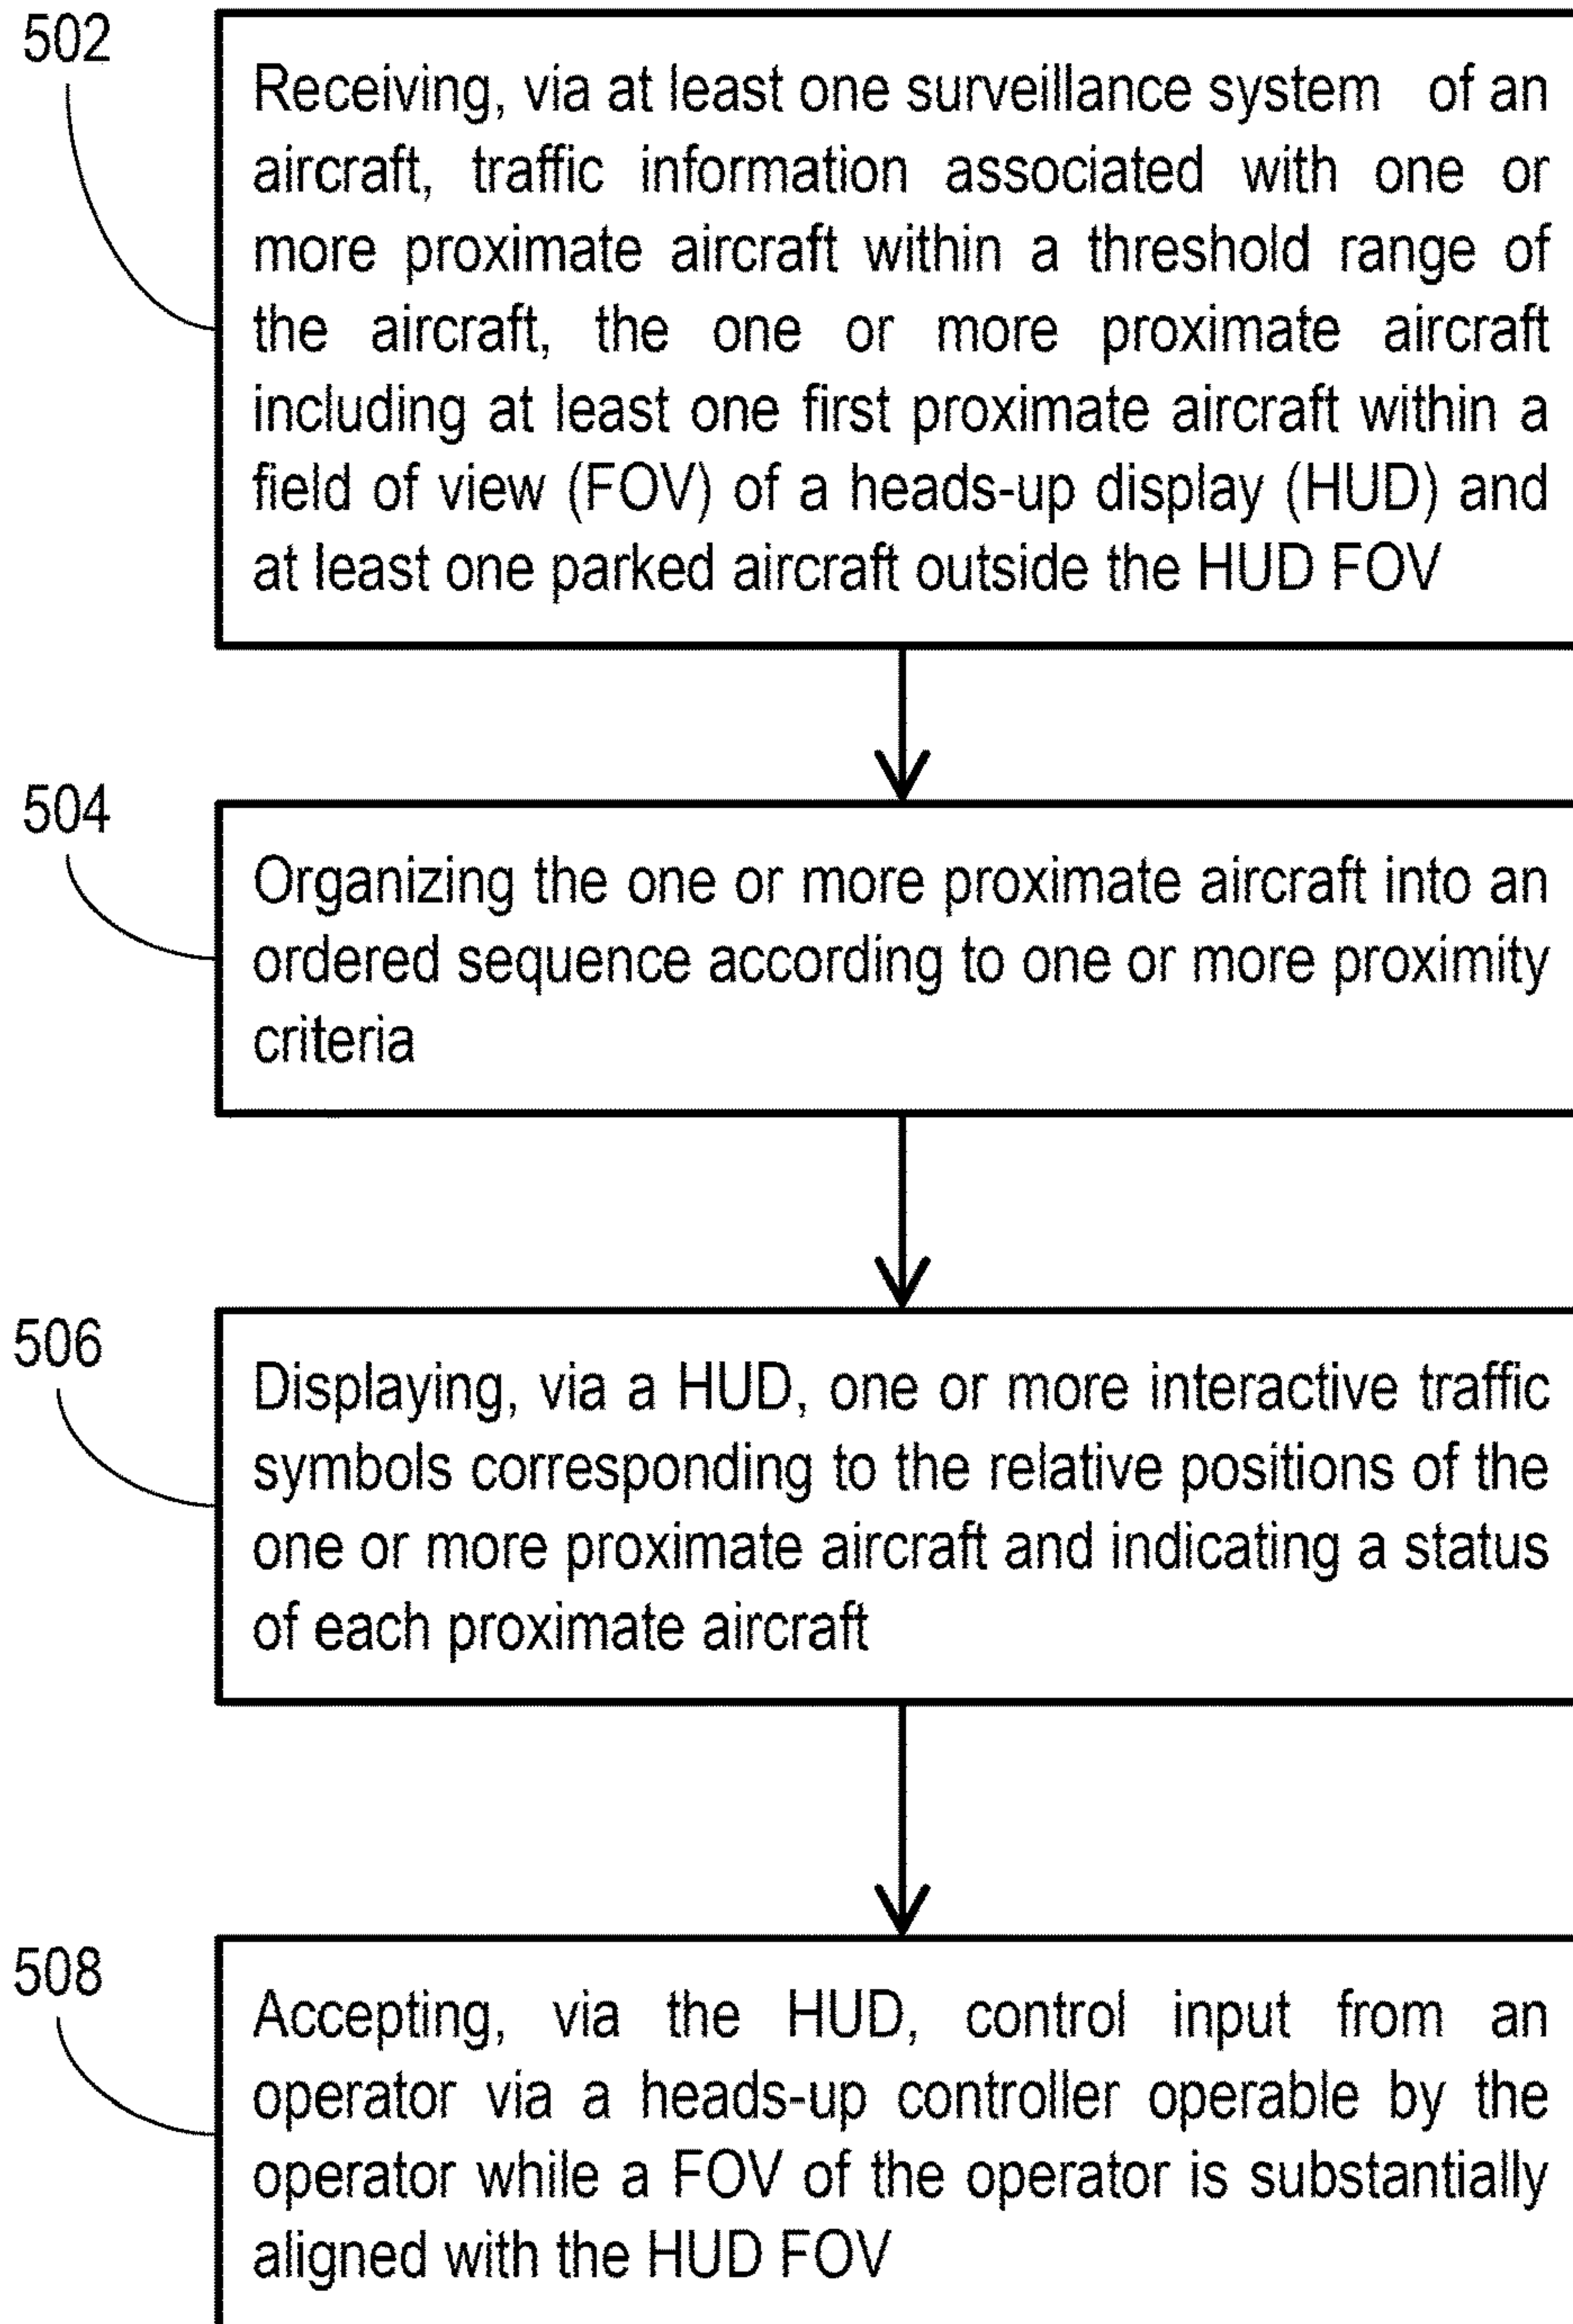 502
Receiving, via at least one surveillance system of an
aircraft, traffic information associated with one or
more proximate aircraft within a threshold range of
the aircraft, the one or more proximate aircraft
including at least one first proximate aircraft within a
field of view (FOV) of a heads-up display (HUD) and
at least one parked aircraft outside the HUD FOV
504
Organizing the one or more proximate aircraft into an
ordered sequence according to one or more proximity
criteria
506
Displaying, via a HUD, one or more interactive traffic
symbols corresponding to the relative positions of the
one or more proximate aircraft and indicating a status
of each proximate aircraft
508
Accepting, via the HUD, control input from an
operator via a heads-up controller operable by the
operator while a FOV of the operator is substantially
aligned with the HUD FOV